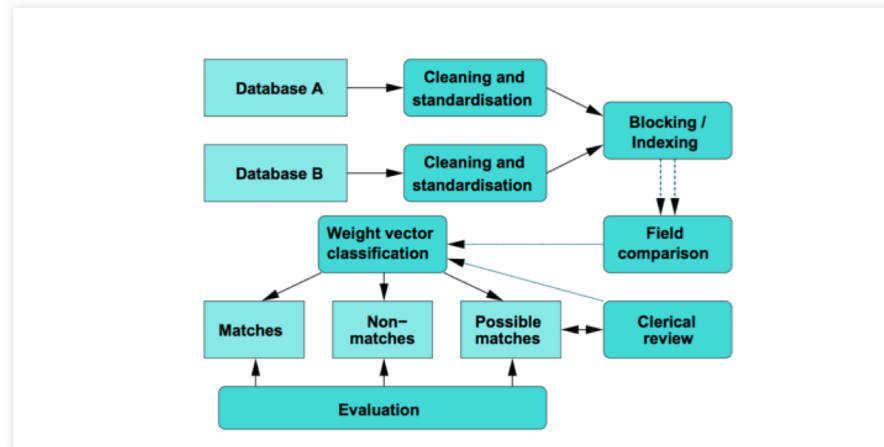 Database A
Cleaning and
standardisation
Blocking /
Indexing
Database B
Cleaning and
standardisation
Weight vector
classification
Field
comparison
Matches
Non–
matches
Possible
matches
Clerical
review
Evaluation